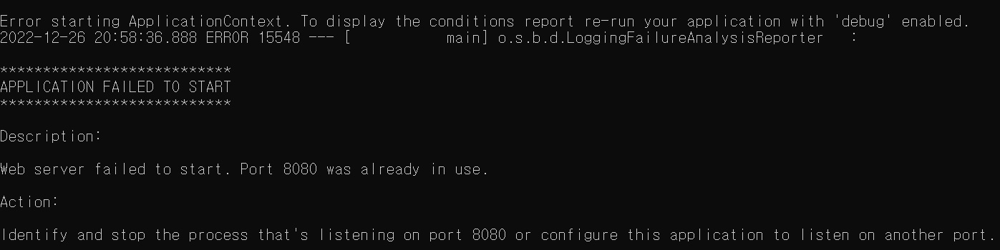 Error starting ApplicationContext. To display the conditions report re-run your application with 'debug' enabled.
2022-12-26 20:58:36.888 ERROR 15548 --- [           main] o.s.b.d.LoggingFailureAnalysisReporter   :
***************************
APPLICATION FAILED TO START
***************************
Description:
Web server failed to start. Port 8080 was already in use.
Action:
Identify and stop the process that's listening on port 8080 or configure this application to listen on another port.